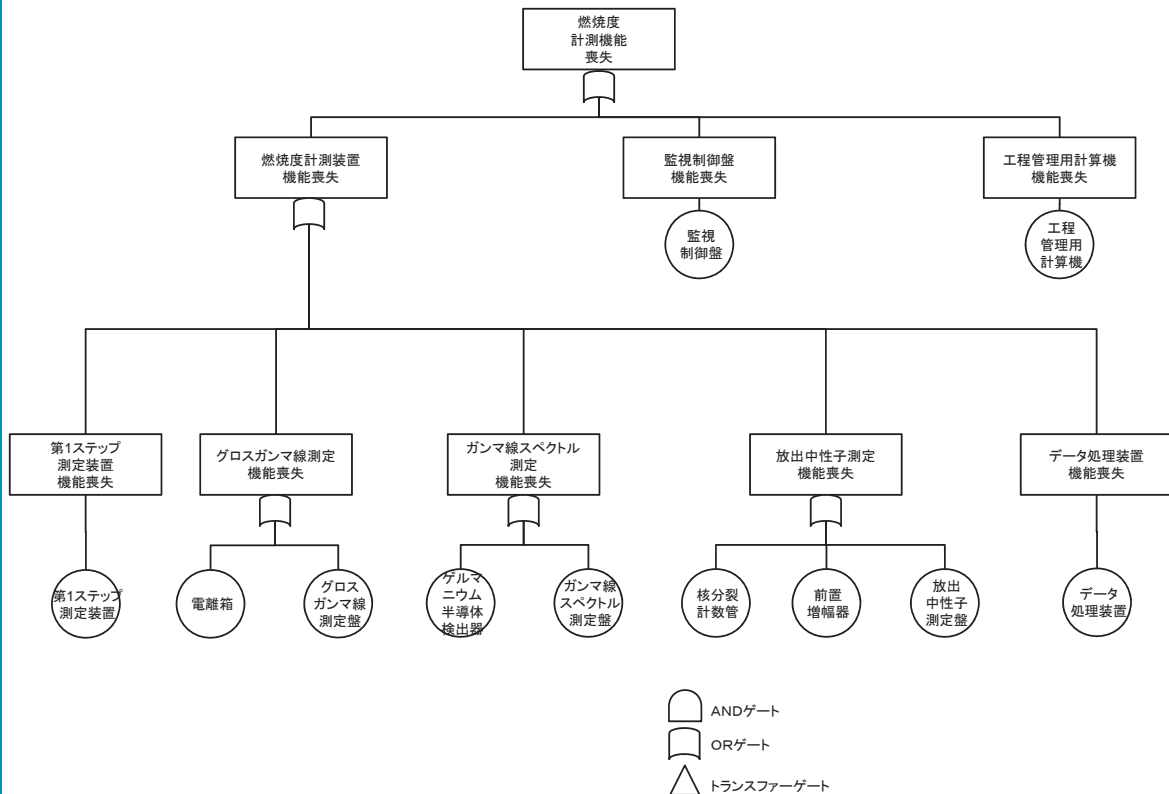 燃焼度
計測機能
喪失
燃焼度計測装置
機能喪失
監視制御盤
機能喪失
工程管理用計算機
機能喪失
監視
制御盤
工程
管理用
計算機
第1ステップ
測定装置
機能喪失
グロスガンマ線測定
機能喪失
ガンマ線スペクトル
測定
機能喪失
放出中性子測定
機能喪失
データ処理装置
機能喪失
第1ステップ
測定装置
電離箱
グロス
ガンマ線
測定盤
ゲルマ
ニウム
半導体
検出器
ガンマ線
スペクトル
測定盤
核分裂
計数管
前置
増幅器
放出
中性子
測定盤
データ
処理装置
ANDゲート
ORゲート
トランスファーゲート